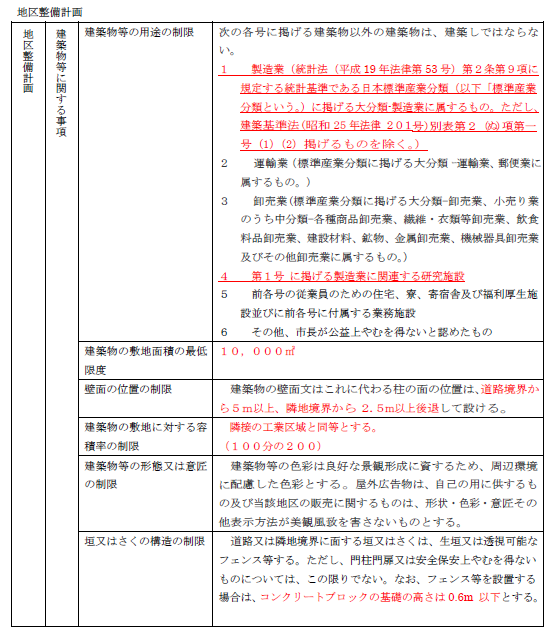 地区整備計画
地区整備計画
建築物等に関する事項
建築物等の用途の制限
次の各号に掲げる建築物以外の建築物は、建築してはならな
い。
１　製造業（統計法（平成19年法律第53号）第２条第９項に
規定する統計基準である日本標準産業分類（以下「標準産業
分類という。）に掲げる大分類-製造業に属するもの。ただし、
建築基準法(昭和25年法律201号)別表第２（ぬ）項第一
号（1）（2）掲げるものを除く。）
２　運輸業（標準産業分類に掲げる大分類－運輸業、郵便業に
属するもの。）
３　卸売業(標準産業分類に掲げる大分類−卸売業、小売り業
のうち中分類−各種商品卸売業、繊維・衣類等卸売業、飲食
料品卸売業、建設材料、鉱物、金属卸売業、機械器具卸売業
及びその他卸売業に属するもの。）
４　第１号 に掲げる製造業に関連する研究施設
５　前各号の従業員のための住宅、寮、寄宿舎及び福利厚生施
設並びに前各号に付属する業務施設
６　その他、市長が公益上やむを得ないと認めたもの
建築物の敷地面積の最低
限度
１０，０００㎡
壁面の位置の制限
建築物の壁面文はこれに代わる柱の面の位置は、道路境界か
ら５ｍ以上、隣地境界から 2.5m以上後退して設ける。
建築物の敷地に対する容
積率の制限
隣接の工業区域と同等とする。
（１００分の２００）
建築物等の形態又は意匠
の制限
建築物等の色彩は良好な景観形成に資するため、周辺環境
に配慮した色彩とする。屋外広告物は、自己の用に供するも
の及び当該地区の販売に関するものは、形状・色彩・意匠その
他表示方法が美観風致を害さないものとする。
垣又はさくの構造の制限
道路又は隣地境界に面する垣又はさくは、生垣又は透視可能な
フェンス等する。ただし、門柱門扉又は安全保安上やむを得ない
ものについては、この限りでない。なお、フェンス等を設置する
場合は、コンクリートブロックの基礎の高さは0.6m 以下とする。